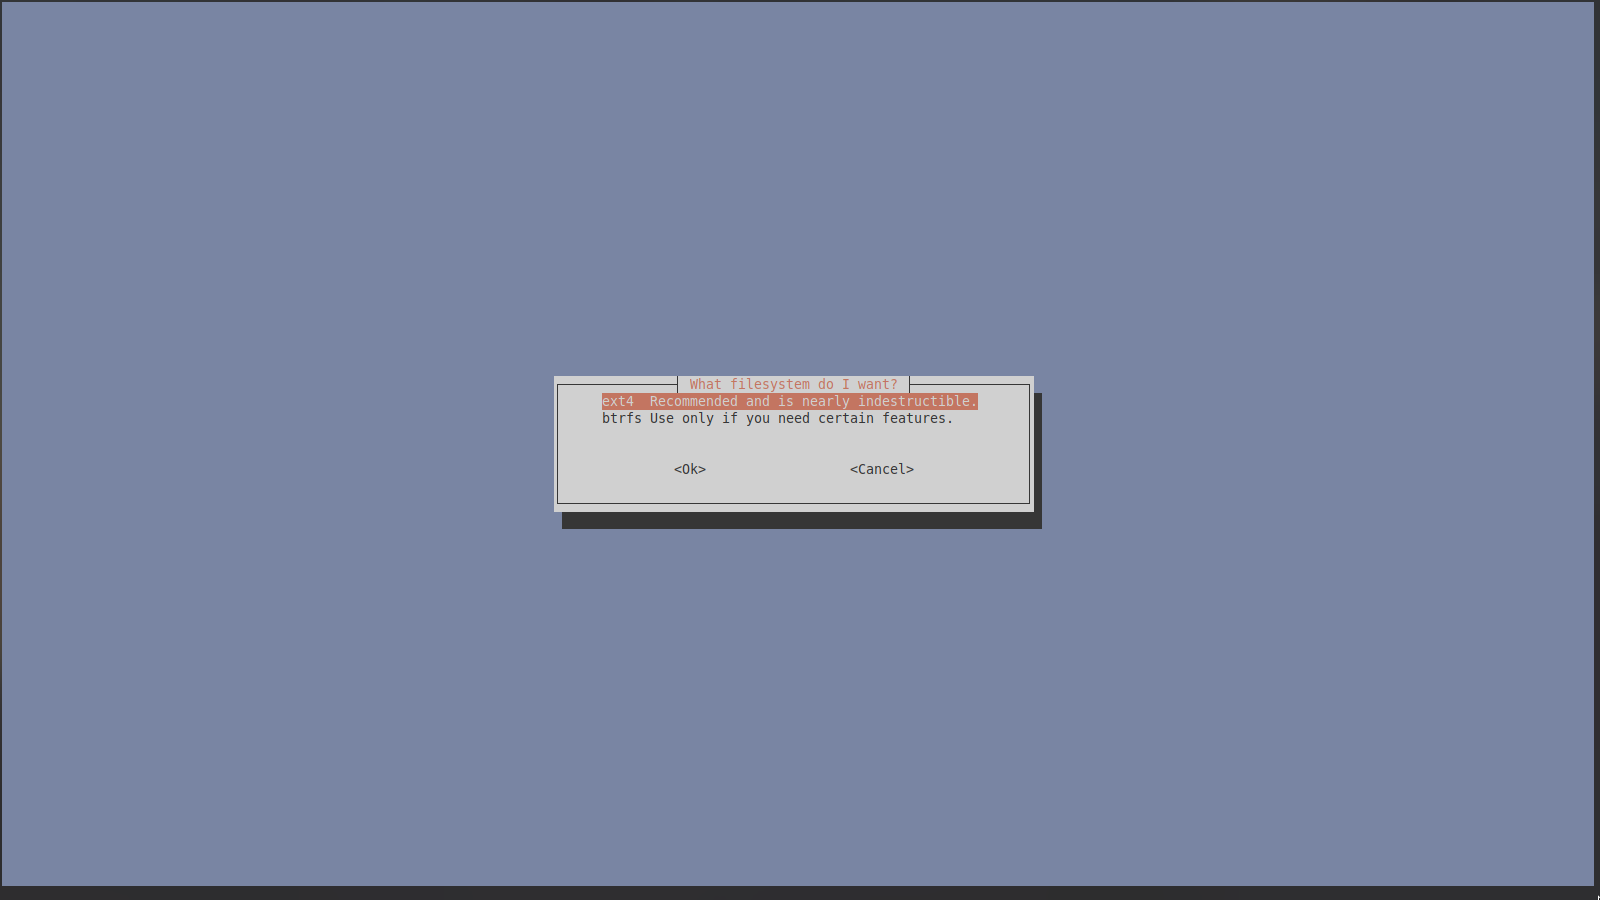 What filesystem do I want?
ext4  Recommended and is nearly indestructible.
btrfs Use only if you need certain features.
<Ok> <Cancel>